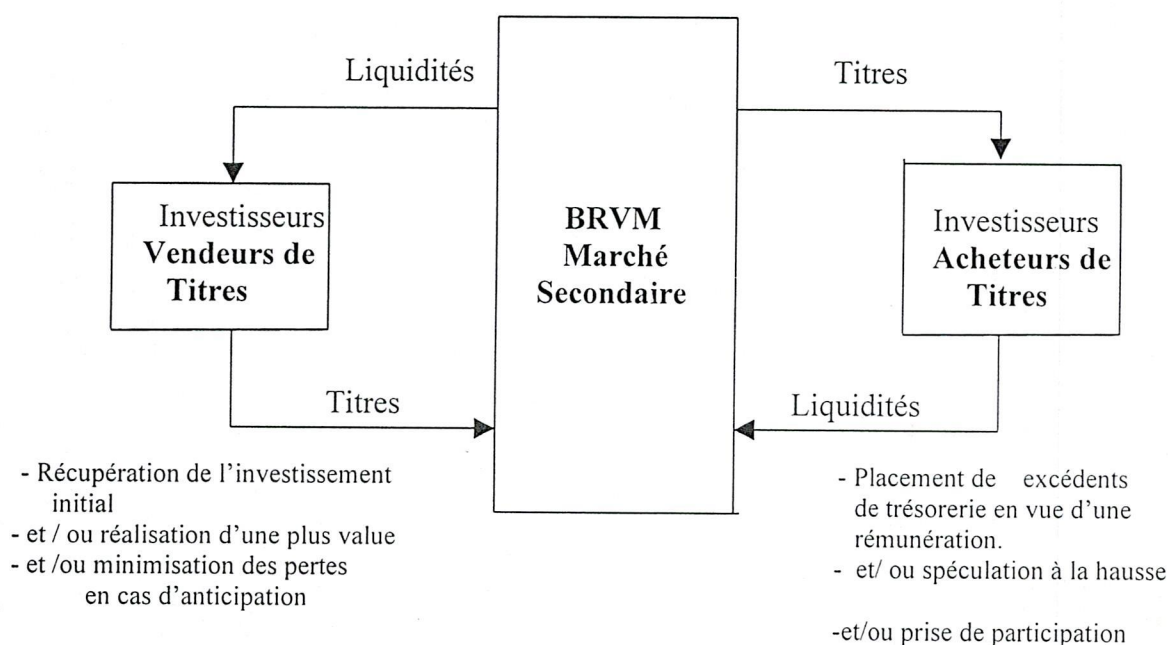 Liquidités
Titres
Investisseurs
Vendeurs de
Titres
BRVM
Marché
Secondaire
Investisseurs
Acheteurs de
Titres
Titres
Liquidités
- Récupération de l'investissement
initial
- et / ou réalisation d'une plus value
- et /ou minimisation des pertes
en cas d'anticipation
- Placement de excédents
de trésorerie en vue d'une
rémunération.
- et/ ou spéculation à la hausse
-et/ou prise de participation